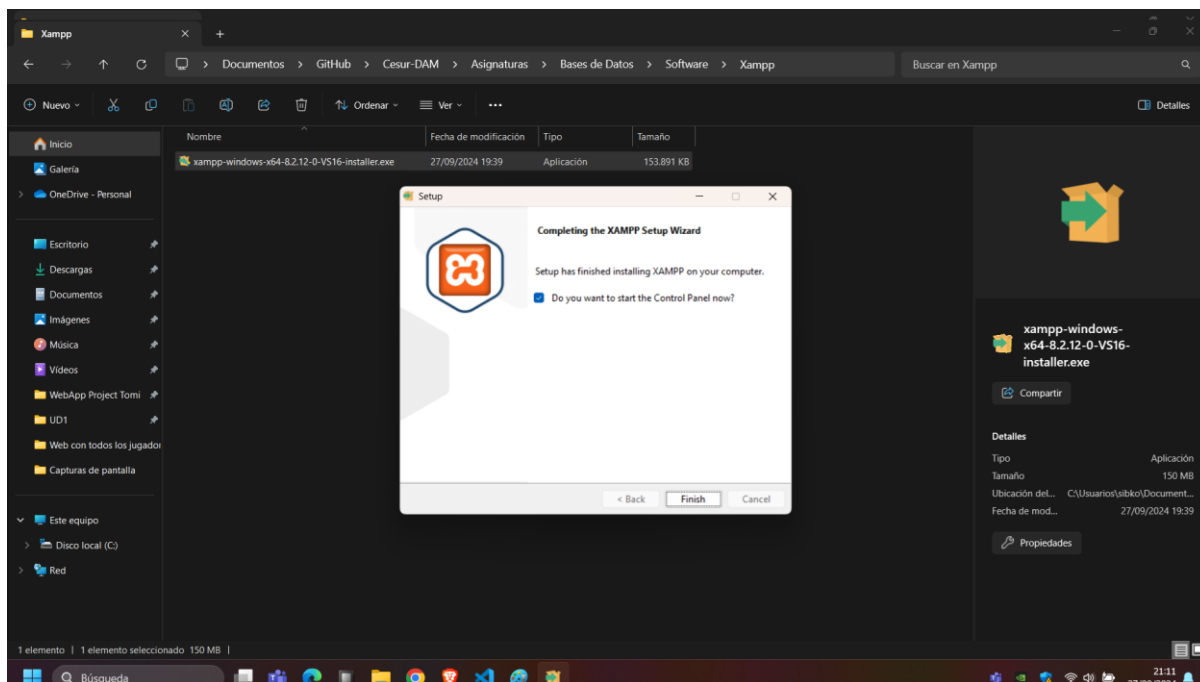 Xampp
Documentos > GitHub > Cesur-DAM > Asignaturas > Bases de Datos > Software > Xampp
Buscar en Xampp
Nuevo
Ordenar
Ver
Detalles
Inicio
Galería
OneDrive - Personal
Escritorio
Descargas
Documentos
Imágenes
Música
Vídeos
WebApp Project Tomi
UD1
Web con todos los jugador
Capturas de pantalla
Este equipo
Disco local (C:)
Red
Nombre Fecha de modificación Tipo Tamaño
xampp-windows-x64-8.2.12-0-VS16-installer.exe 27/09/2024 19:39 Aplicación 153.891 KB
Setup
Completing the XAMPP Setup Wizard
Setup has finished installing XAMPP on your computer.
Do you want to start the Control Panel now?
< Back Finish Cancel
xampp-windows-
x64-8.2.12-0-VS16-
installer.exe
Compartir
Detalles
Tipo Aplicación
Tamaño 150 MB
Ubicación del... C:\Usuarios\sibko\Document...
Fecha de mod... 27/09/2024 19:39
Propiedades
1 elemento | 1 elemento seleccionado 150 MB |
Búsqueda
21:11